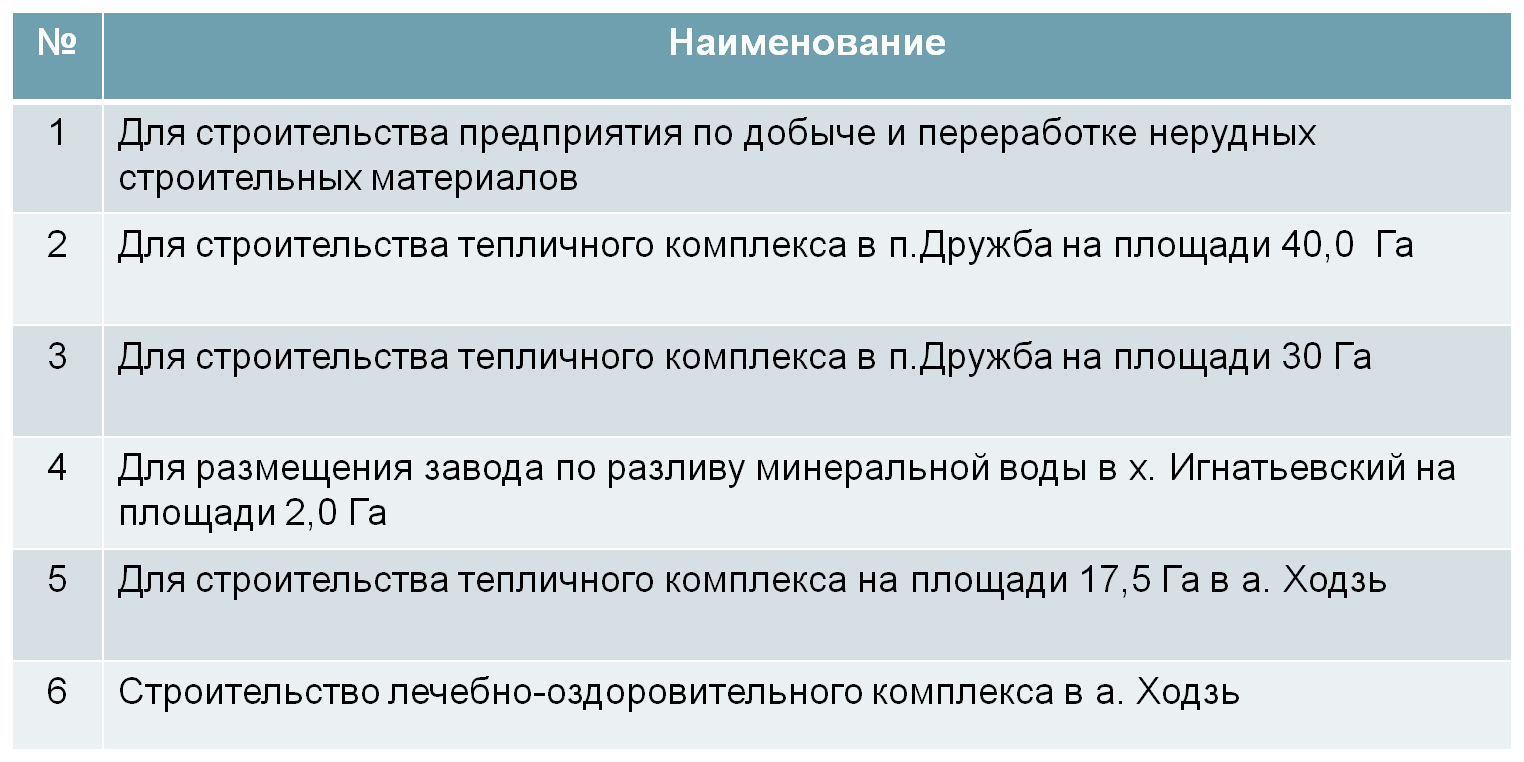 № Наименование
1 Для строительства предприятия по добыче и переработке нерудных
строительных материалов
2 Для строительства тепличного комплекса в п.Дружба на площади 40,0  Га
3 Для строительства тепличного комплекса в п.Дружба на площади 30 Га
4 Для размещения завода по разливу минеральной воды в х. Игнатьевский на
площади 2,0 Га
5 Для строительства тепличного комплекса на площади 17,5 Га в а. Ходзь
6 Строительство лечебно-оздоровительного комплекса в а. Ходзь